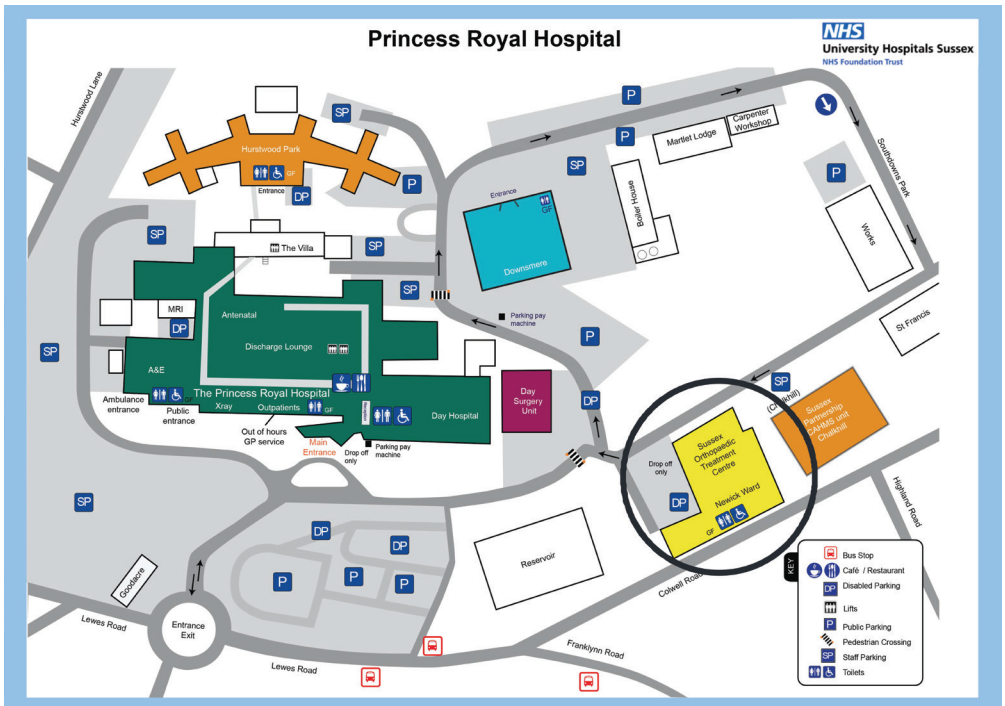 Princess Royal Hospital
NHS
University Hospitals Sussex
NHS Foundation Trust
Hurstwood Lane
SP
P
P
Carpenter
Workshop
Martlet Lodge
Southdowns Park
Hurstwood Park
GF
Entrance
DP
P
SP
Entrance
GF
Downsmere
Boiler House
P
Works
SP
The Villa
SP
SP
MRI
DP
Antenatal
Discharge Lounge
Parking pay
machine
P
St Francis
SP
A&E
GF
The Princess Royal Hospital
Ambulance
entrance
Public
entrance
Xray
Outpatients
GF
Reception
Day Hospital
Out of hours
GP service
Main
Entrance
Drop off
only
Parking pay
machine
Day
Surgery
Unit
DP
SP
(Chalkhill)
Sussex
Partnership
CAHMS unit
Chalkhill
Sussex
Orthopaedic
Treatment
Centre
Drop off
only
DP
Newick Ward
GF
Highland Road
SP
DP
DP
P
P
P
Reservoir
Colwell Road
Goodacre
Lewes Road
Entrance
Exit
Lewes Road
Franklynn Road
KEY
Bus Stop
Café / Restaurant
DP Disabled Parking
Lifts
P Public Parking
Pedestrian Crossing
SP Staff Parking
Toilets